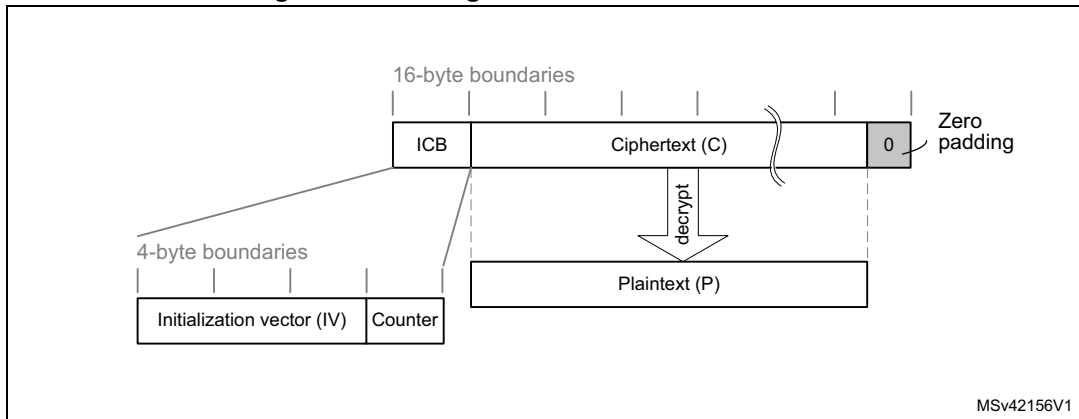 16-byte boundaries
ICB
Ciphertext (C)
0
Zero
padding
decrypt
4-byte boundaries
Initialization vector (IV)
Counter
Plaintext (P)
MSv42156V1